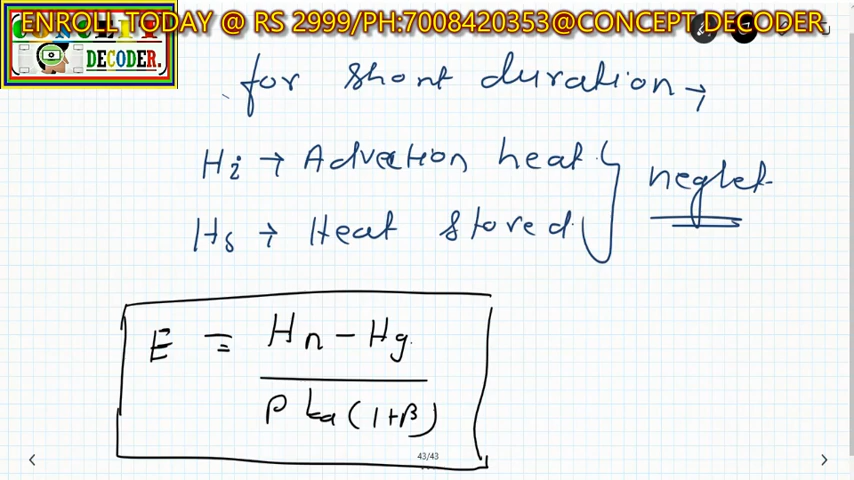 ENROLL TODAY @ RS 2999/PH:7008420353@CONCEPT DECODER
DECODER.
for short duration →
Hi → Advection heat
Hs → Heat stored
neglet
E = Hn - Hg
ρ La (1+β)
43/43